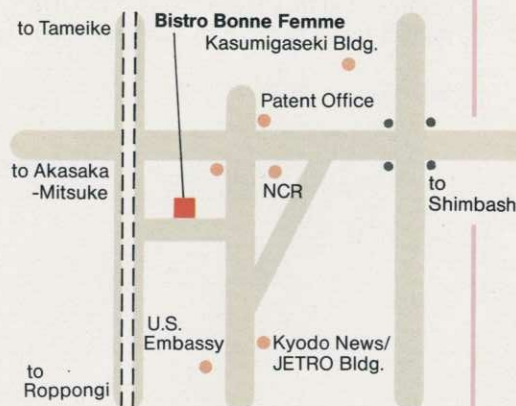 to Tameike
Bistro Bonne Femme
Kasumigaseki Bldg.
Patent Office
to Akasaka
-Mitsuke
NCR
to
Shimbash
U.S.
Embassy
Kyodo News/
JETRO Bldg.
to
Roppongi